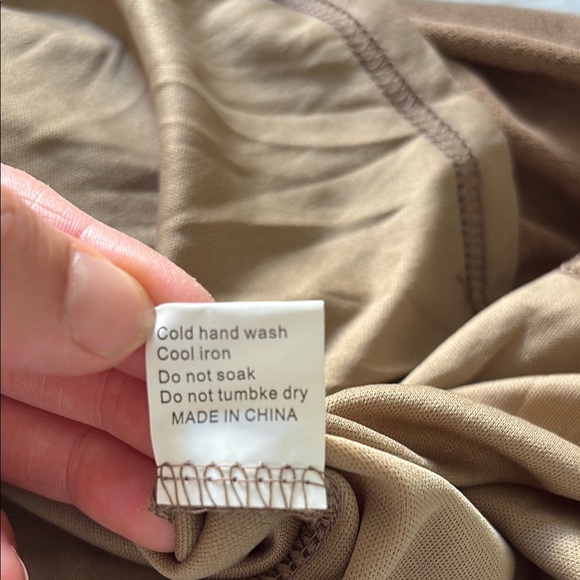 Cold hand wash
Cool iron
Do not soak
Do not tumbke dry
MADE IN CHINA